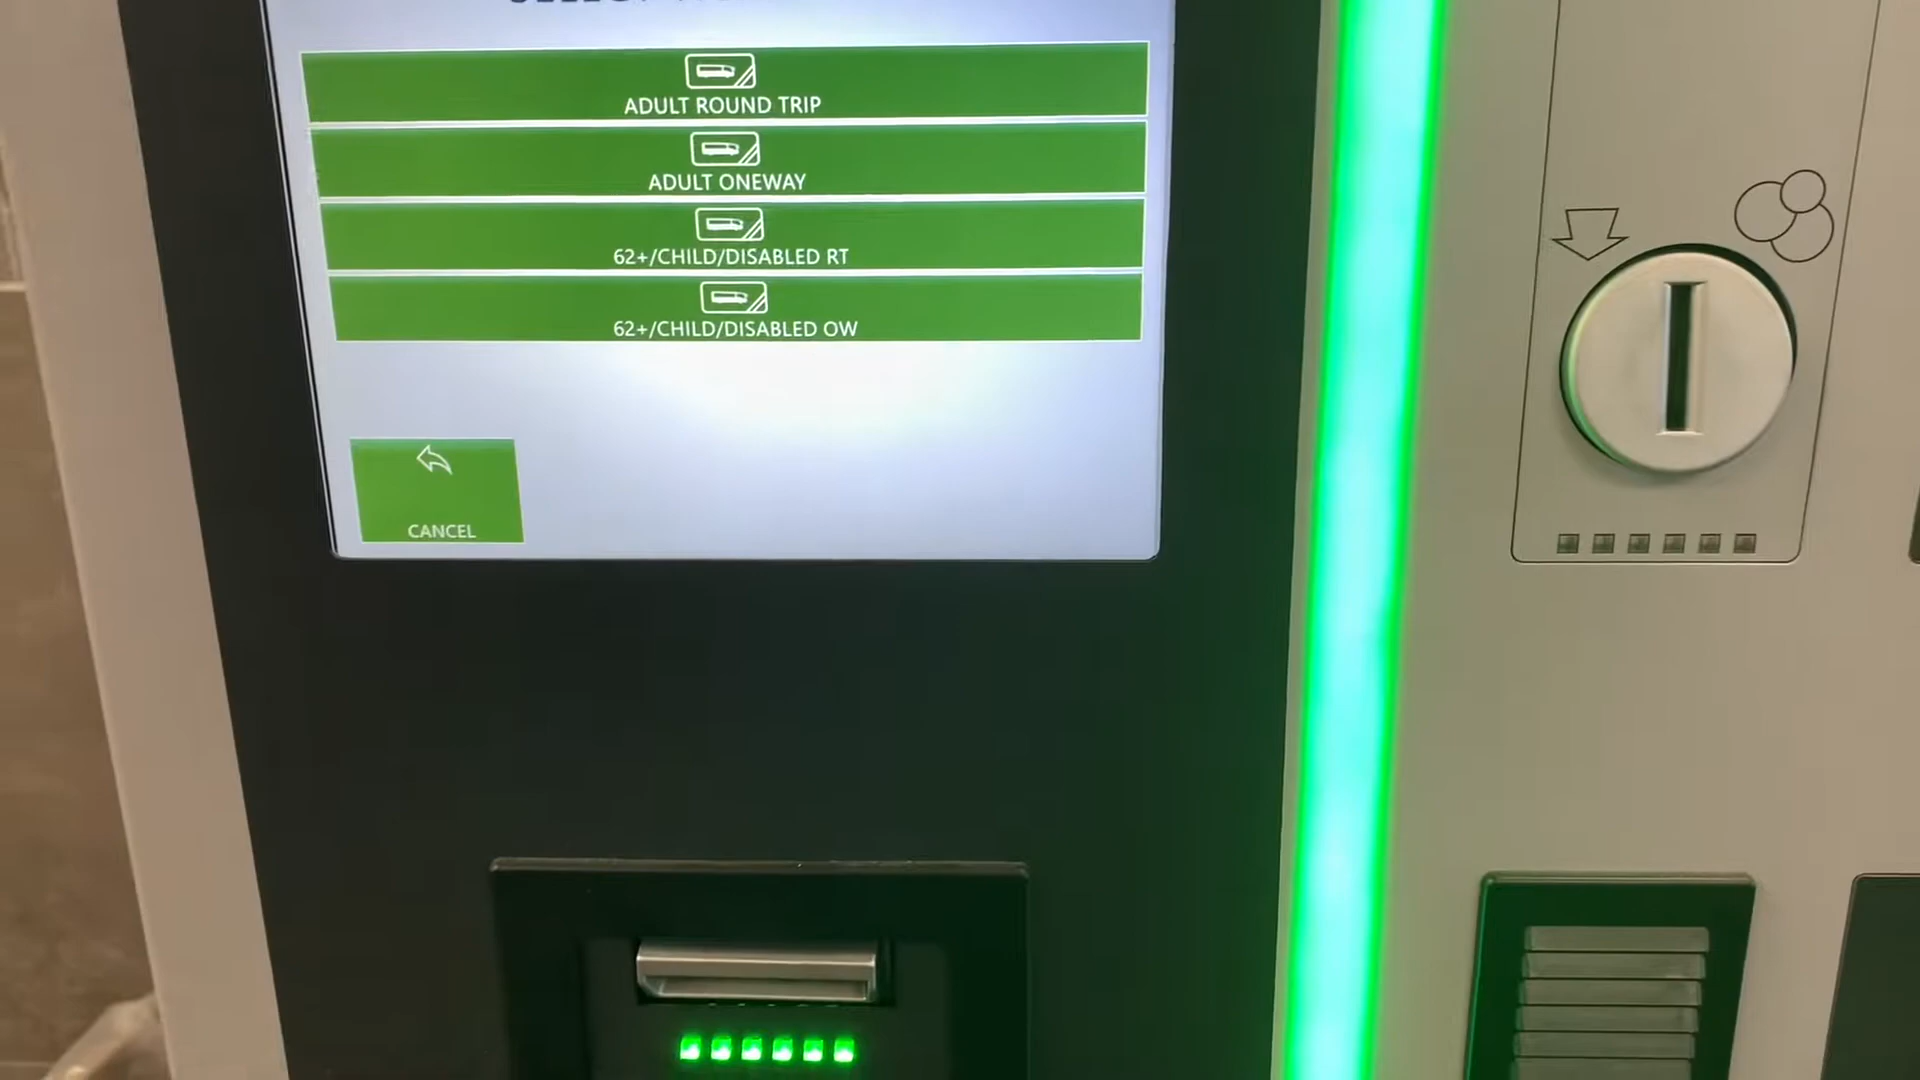 ADULT ROUND TRIP
ADULT ONEWAY
62+/CHILD/DISABLED RT
62+/CHILD/DISABLED OW
CANCEL